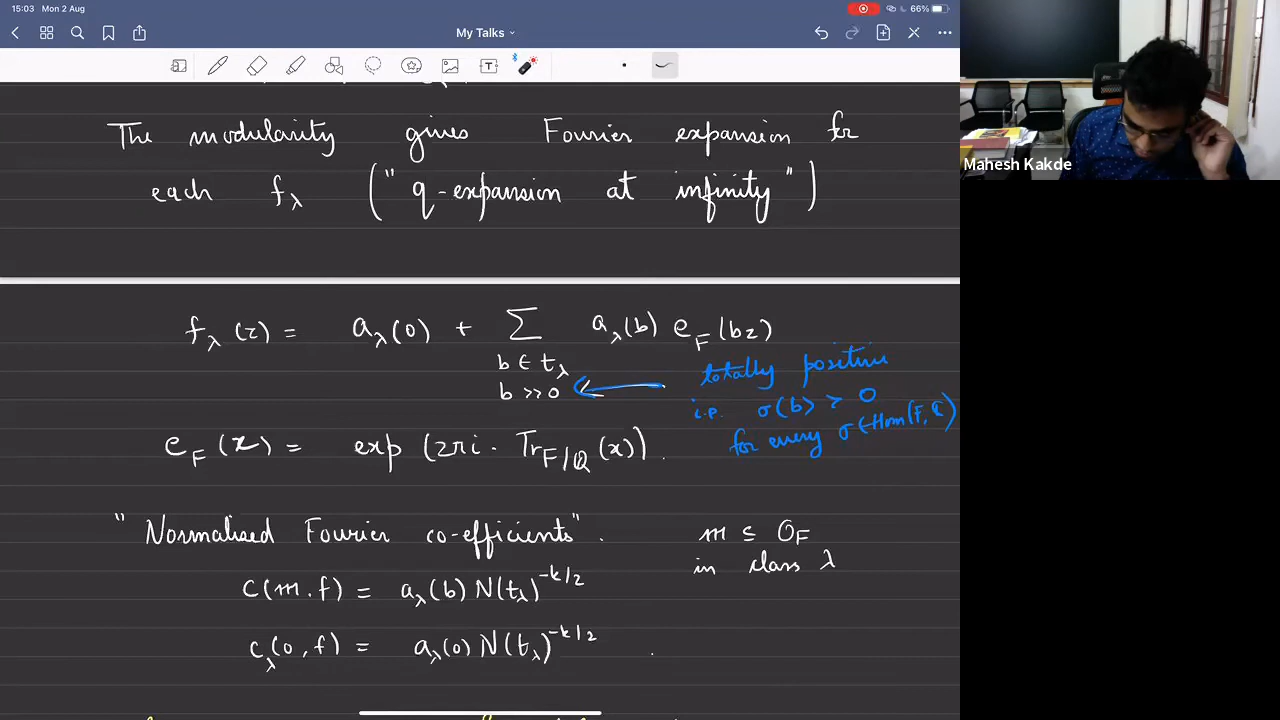 15:03 Mon 2 Aug
66%
My Talks
The modularity gives Fourier expansion for
each f_λ ("q-expansion at infinity")
f_λ(z) = a_λ(0) + Σ a_λ(b) e_F(bz)
b ∈ t_λ
b >> 0
totally positive
i.e. σ(b) > 0
for every σ ∈ Hom(F, C)
e_F(x) = exp(2πi · Tr_{F/Q}(x)).
"Normalised Fourier co-efficients".
m ⊆ O_F
in class λ
c(m, f) = a_λ(b) N(t_λ)^{-k/2}
c_λ(0, f) = a_λ(0) N(t_λ)^{-k/2}.
Mahesh Kakde